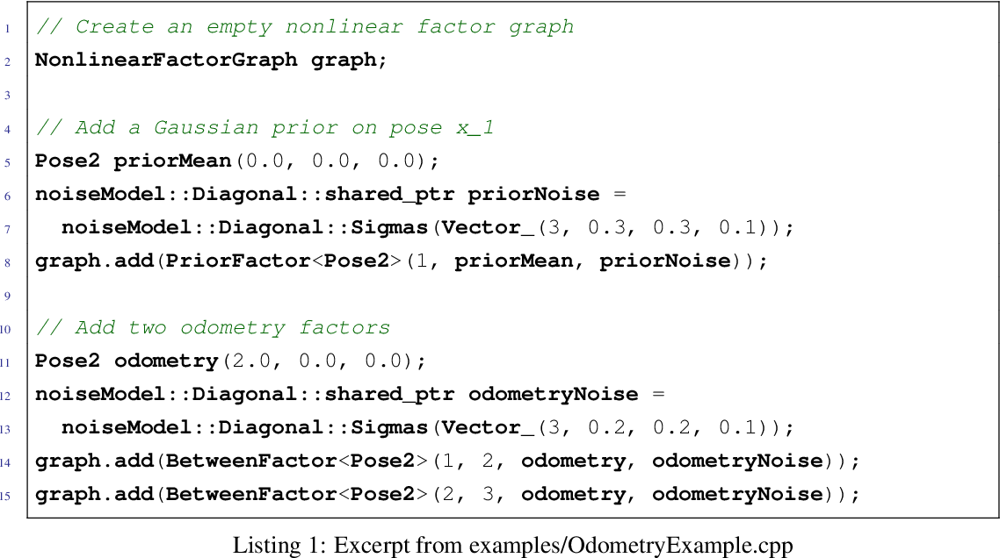 1 // Create an empty nonlinear factor graph
2 NonlinearFactorGraph graph;
3
4 // Add a Gaussian prior on pose x_1
5 Pose2 priorMean(0.0, 0.0, 0.0);
6 noiseModel::Diagonal::shared_ptr priorNoise =
7   noiseModel::Diagonal::Sigmas(Vector_(3, 0.3, 0.3, 0.1));
8 graph.add(PriorFactor<Pose2>(1, priorMean, priorNoise));
9
10 // Add two odometry factors
11 Pose2 odometry(2.0, 0.0, 0.0);
12 noiseModel::Diagonal::shared_ptr odometryNoise =
13   noiseModel::Diagonal::Sigmas(Vector_(3, 0.2, 0.2, 0.1));
14 graph.add(BetweenFactor<Pose2>(1, 2, odometry, odometryNoise));
15 graph.add(BetweenFactor<Pose2>(2, 3, odometry, odometryNoise));
Listing 1: Excerpt from examples/OdometryExample.cpp